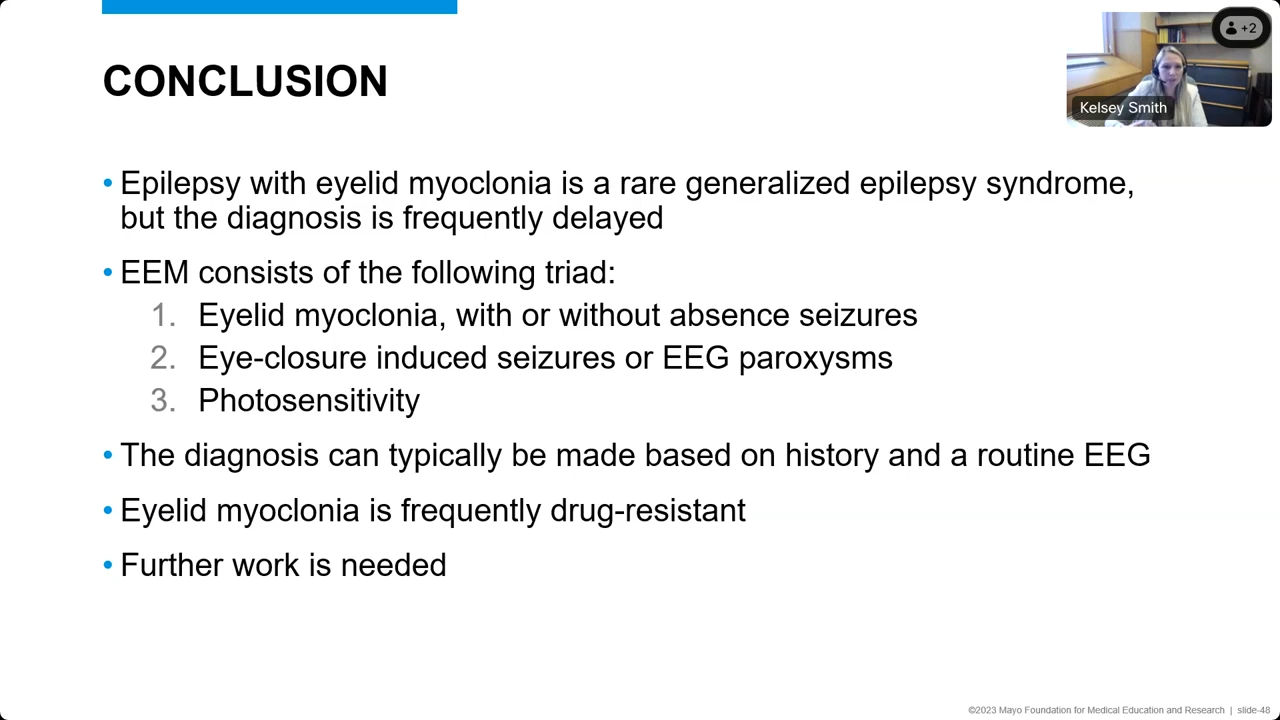 CONCLUSION
+2
Kelsey Smith
• Epilepsy with eyelid myoclonia is a rare generalized epilepsy syndrome,
but the diagnosis is frequently delayed
• EEM consists of the following triad:
1. Eyelid myoclonia, with or without absence seizures
2. Eye-closure induced seizures or EEG paroxysms
3. Photosensitivity
• The diagnosis can typically be made based on history and a routine EEG
• Eyelid myoclonia is frequently drug-resistant
• Further work is needed
©2023 Mayo Foundation for Medical Education and Research | slide-48